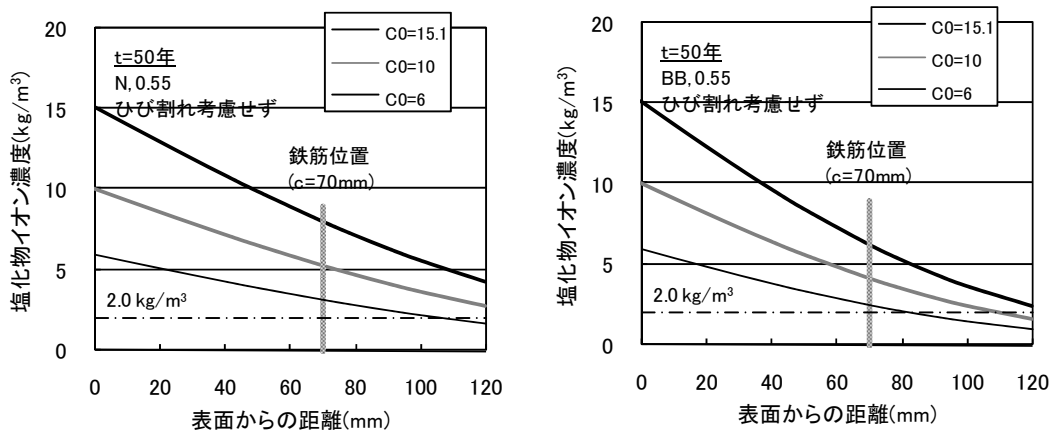 C0=15.1
C0=10
C0=6
t=50年
N, 0.55
ひび割れ考慮せず
鉄筋位置
(c=70mm)
2.0 kg/m³
塩化物イオン濃度(kg/m³)
20
15
10
5
0
0 20 40 60 80 100 120
表面からの距離(mm)
C0=15.1
C0=10
C0=6
t=50年
BB, 0.55
ひび割れ考慮せず
鉄筋位置
(c=70mm)
2.0 kg/m³
塩化物イオン濃度(kg/m³)
20
15
10
5
0
0 20 40 60 80 100 120
表面からの距離(mm)